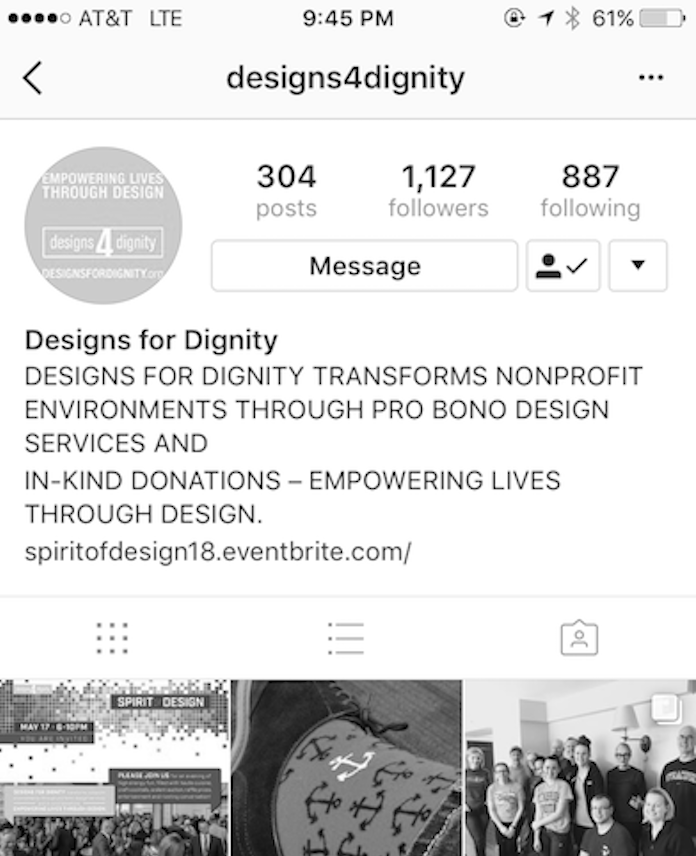 AT&T LTE 9:45 PM 61%
designs4dignity
304 1,127 887
posts followers following
EMPOWERING LIVES
THROUGH DESIGN
designs 4 dignity
DESIGNSFORDIGNITY.org
Message
Designs for Dignity
DESIGNS FOR DIGNITY TRANSFORMS NONPROFIT
ENVIRONMENTS THROUGH PRO BONO DESIGN
SERVICES AND
IN-KIND DONATIONS – EMPOWERING LIVES
THROUGH DESIGN.
spiritofdesign18.eventbrite.com/
SPIRIT DESIGN
MAY 17 · 6-10PM
YOU ARE INVITED
PLEASE JOIN US